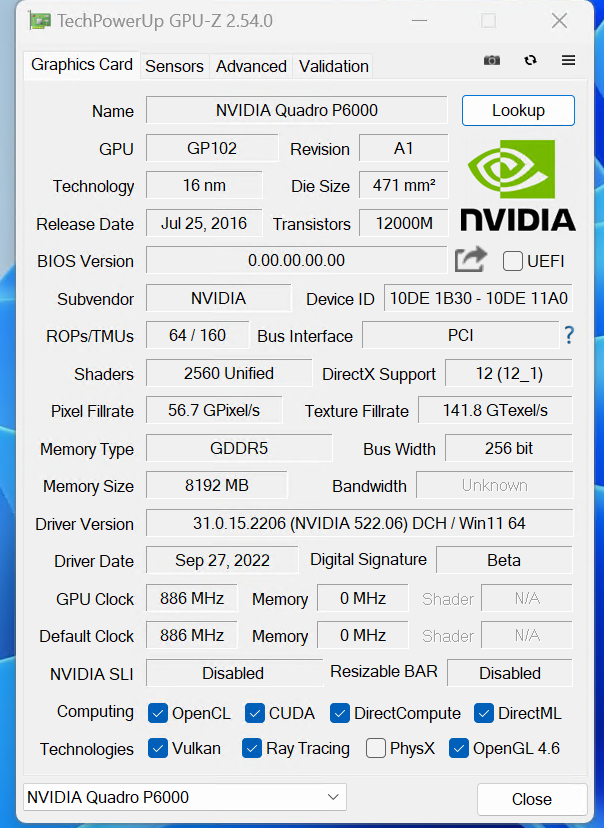 TechPowerUp GPU-Z 2.54.0
Graphics Card Sensors Advanced Validation
Name NVIDIA Quadro P6000 Lookup
GPU GP102 Revision A1
Technology 16 nm Die Size 471 mm²
Release Date Jul 25, 2016 Transistors 12000M
NVIDIA
BIOS Version 0.00.00.00.00 UEFI
Subvendor NVIDIA Device ID 10DE 1B30 - 10DE 11A0
ROPs/TMUs 64 / 160 Bus Interface PCI ?
Shaders 2560 Unified DirectX Support 12 (12_1)
Pixel Fillrate 56.7 GPixel/s Texture Fillrate 141.8 GTexel/s
Memory Type GDDR5 Bus Width 256 bit
Memory Size 8192 MB Bandwidth Unknown
Driver Version 31.0.15.2206 (NVIDIA 522.06) DCH / Win11 64
Driver Date Sep 27, 2022 Digital Signature Beta
GPU Clock 886 MHz Memory 0 MHz Shader N/A
Default Clock 886 MHz Memory 0 MHz Shader N/A
NVIDIA SLI Disabled Resizable BAR Disabled
Computing OpenCL CUDA DirectCompute DirectML
Technologies Vulkan Ray Tracing PhysX OpenGL 4.6
NVIDIA Quadro P6000 Close